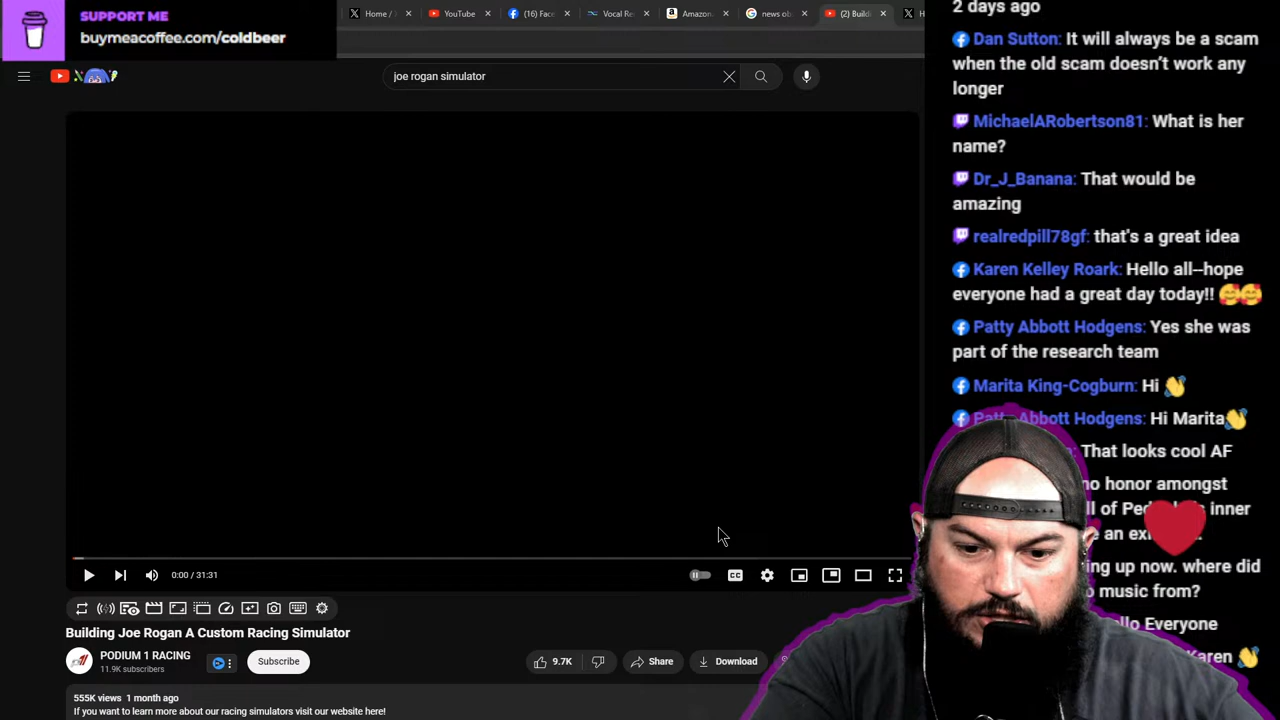 SUPPORT ME
buymeacoffee.com/coldbeer
Home /
YouTube
(16) Face
Vocal Re
Amazon
news ob
(2) Buildi
H
joe rogan simulator
0:00 / 31:31
Building Joe Rogan A Custom Racing Simulator
PODIUM 1 RACING
11.9K subscribers
Subscribe
9.7K
Share
Download
555K views 1 month ago
If you want to learn more about our racing simulators visit our website here!
2 days ago
Dan Sutton: It will always be a scam
when the old scam doesn't work any
longer
MichaelARobertson81: What is her
name?
Dr_J_Banana: That would be
amazing
realredpill78gf: that's a great idea
Karen Kelley Roark: Hello all--hope
everyone had a great day today!! 🥰🥰
Patty Abbott Hodgens: Yes she was
part of the research team
Marita King-Cogburn: Hi 👋
Patty Abbott Hodgens: Hi Marita👋
That looks cool AF
no honor amongst
inner
ing up now. where did
music from?
Everyone
Karen 👋